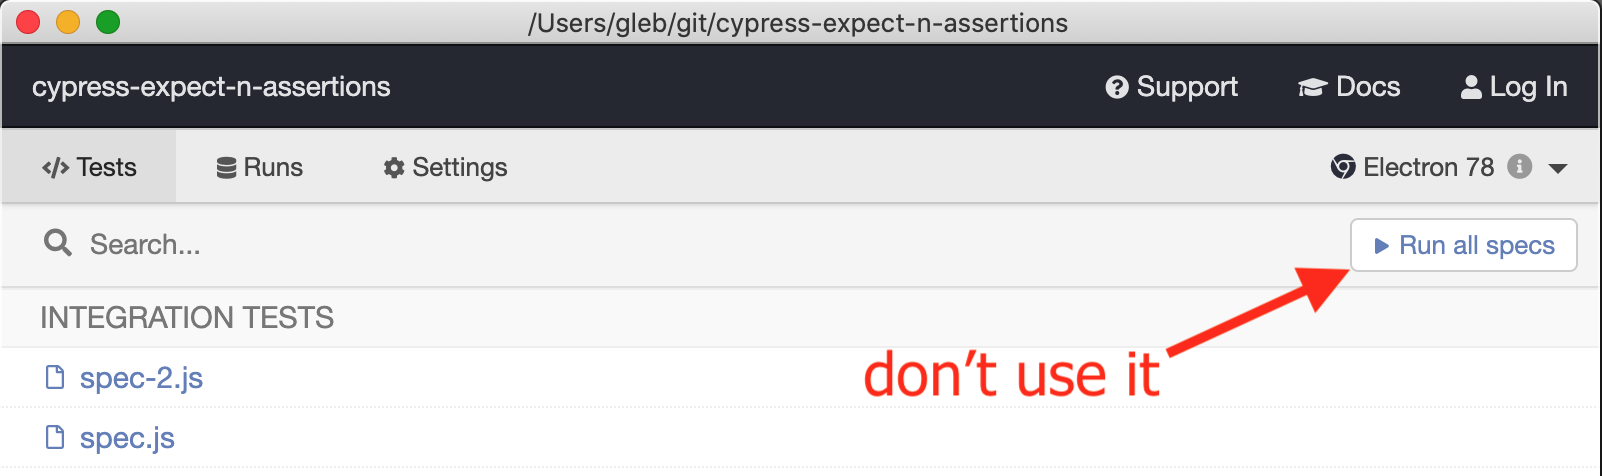 /Users/gleb/git/cypress-expect-n-assertions
cypress-expect-n-assertions Support Docs Log In
Tests Runs Settings Electron 78
Search... Run all specs
INTEGRATION TESTS
don't use it
spec-2.js
spec.js